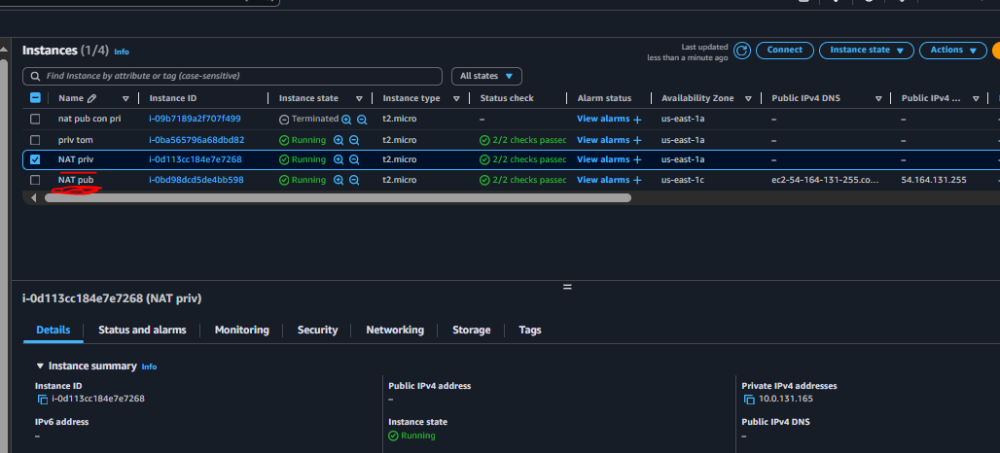 Instances (1/4) Info
Last updated
less than a minute ago
Connect
Instance state
Actions
Find Instance by attribute or tag (case-sensitive)
All states
Name Instance ID Instance state Instance type Status check Alarm status Availability Zone Public IPv4 DNS Public IPv4 ...
nat pub con pri i-09b7189a2f707f499 Terminated t2.micro – View alarms + us-east-1a – –
priv tom i-0ba565796a68dbd82 Running t2.micro 2/2 checks passec View alarms + us-east-1a – –
NAT priv i-0d113cc184e7e7268 Running t2.micro 2/2 checks passec View alarms + us-east-1a – –
NAT pub i-0bd98dcd5de4bb598 Running t2.micro 2/2 checks passec View alarms + us-east-1c ec2-54-164-131-255.co... 54.164.131.255
i-0d113cc184e7e7268 (NAT priv)
Details Status and alarms Monitoring Security Networking Storage Tags
Instance summary Info
Instance ID
i-0d113cc184e7e7268
Public IPv4 address
–
Private IPv4 addresses
10.0.131.165
IPv6 address
–
Instance state
Running
Public IPv4 DNS
–